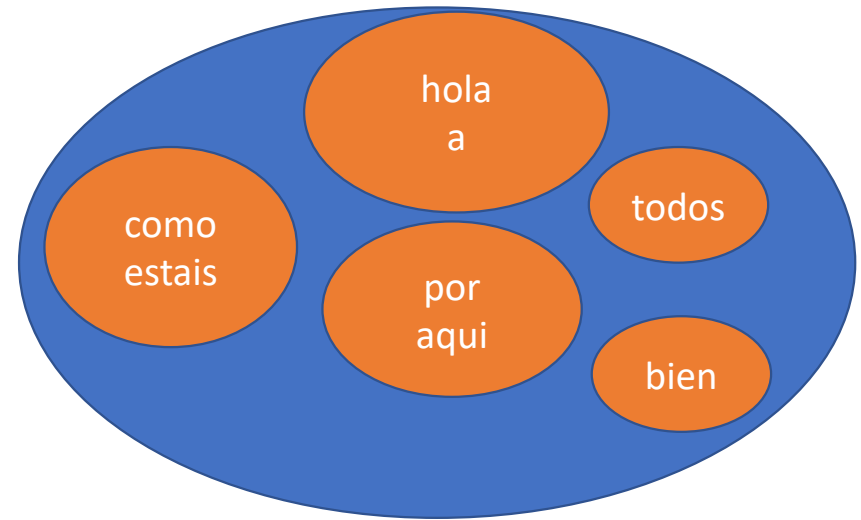 hola
a
todos
como
estais
por
aqui
bien